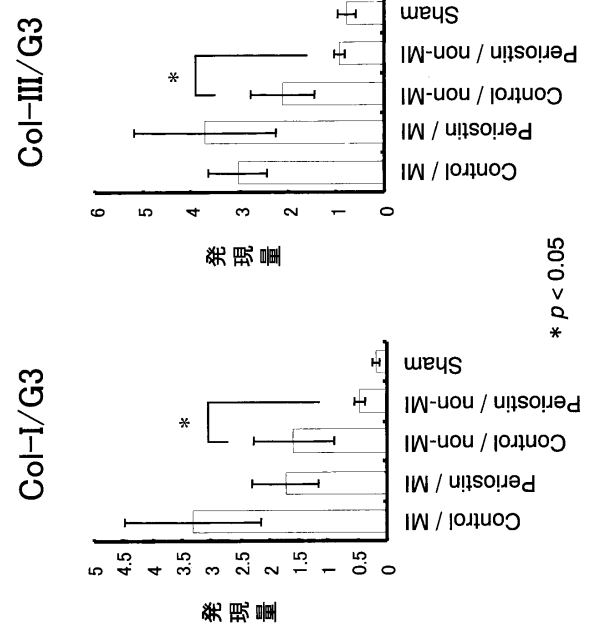 Col-I/G3
発現量
5
4.5
4
3.5
3
2.5
2
1.5
1
0.5
0
*
Control / MI
Periostin / MI
Control / non-MI
Periostin / non-MI
Sham
Col-III/G3
発現量
6
5
4
3
2
1
0
*
Control / MI
Periostin / MI
Control / non-MI
Periostin / non-MI
Sham
* p < 0.05